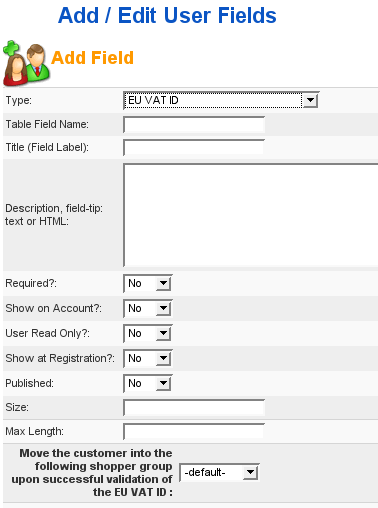 Add / Edit User Fields
Add Field
Type: EU VAT ID
Table Field Name:
Title (Field Label):
Description, field-tip:
text or HTML:
Required?: No
Show on Account?: No
User Read Only?: No
Show at Registration?: No
Published: No
Size:
Max Length:
Move the customer into the
following shopper group
upon successful validation of
the EU VAT ID :
-default-